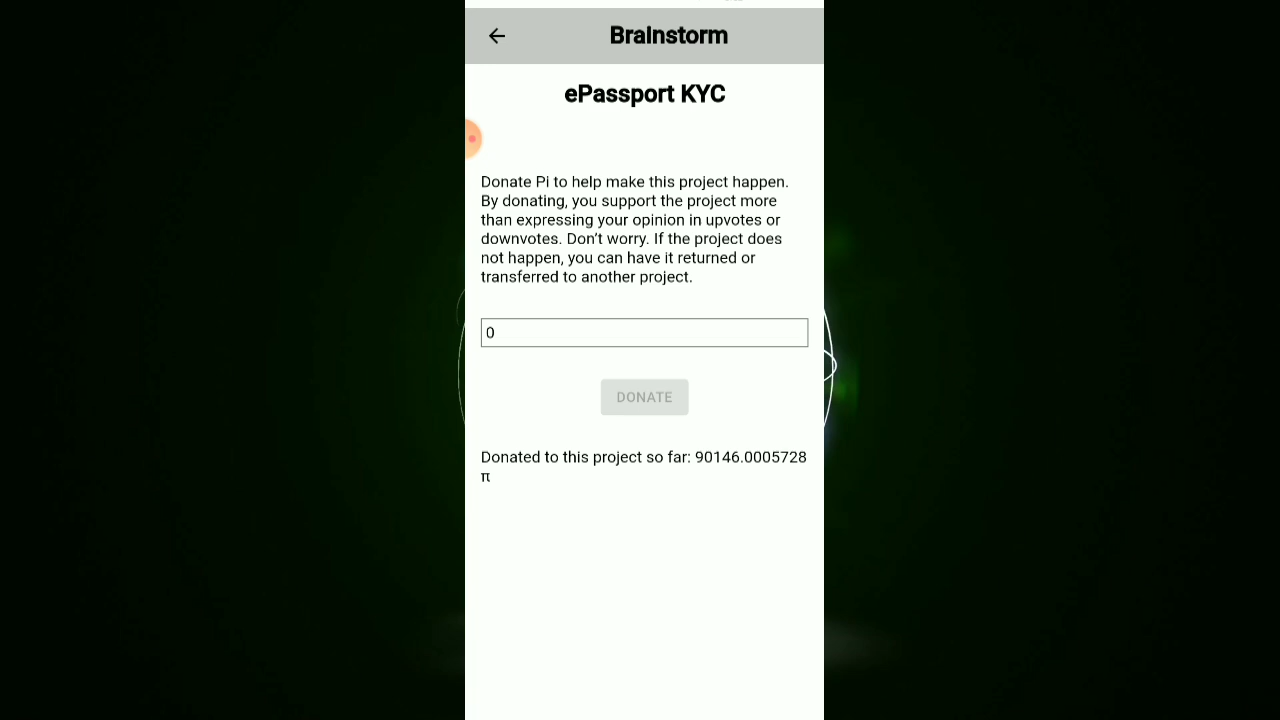 Brainstorm
ePassport KYC
Donate Pi to help make this project happen.
By donating, you support the project more
than expressing your opinion in upvotes or
downvotes. Don’t worry. If the project does
not happen, you can have it returned or
transferred to another project.
0
DONATE
Donated to this project so far: 90146.0005728
π